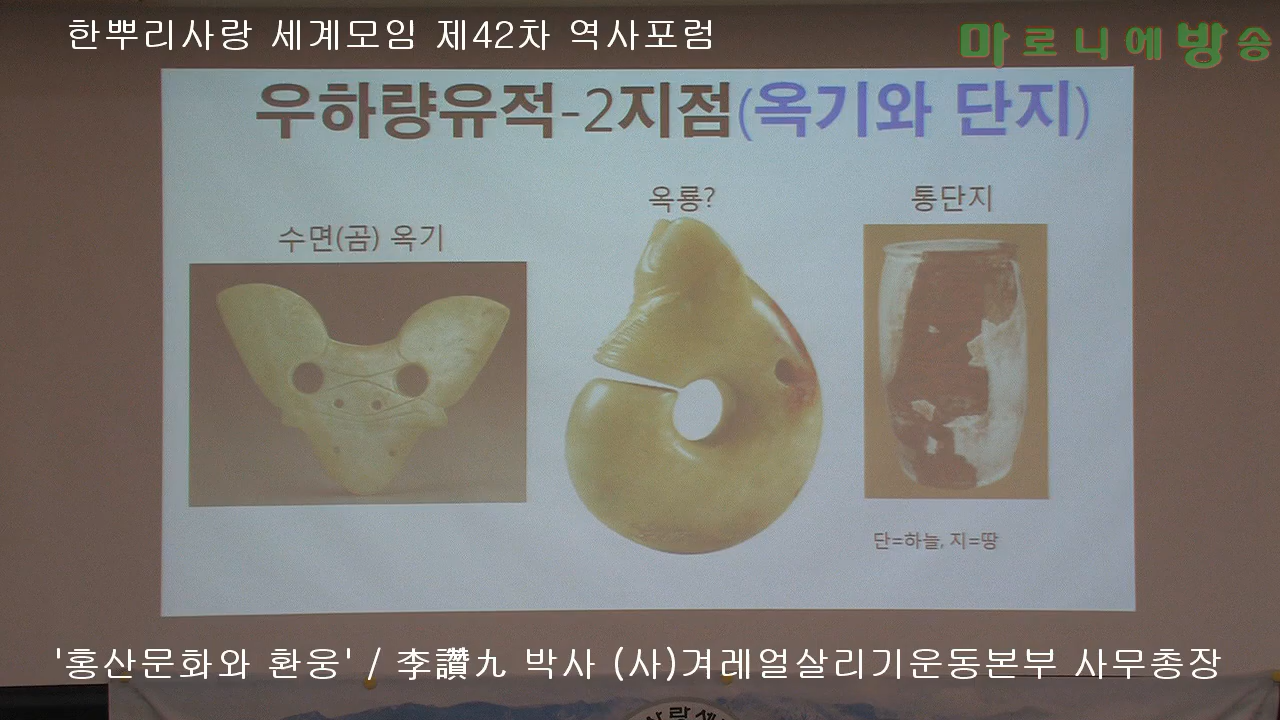 한뿌리사랑 세계모임 제42차 역사포럼
마로니에방송
우하량유적-2지점(옥기와 단지)
옥룡?
통단지
수면(곰) 옥기
단=하늘, 지=땅
'홍산문화와 환웅' / 李讚九 박사 (사)겨레얼살리기운동본부 사무총장